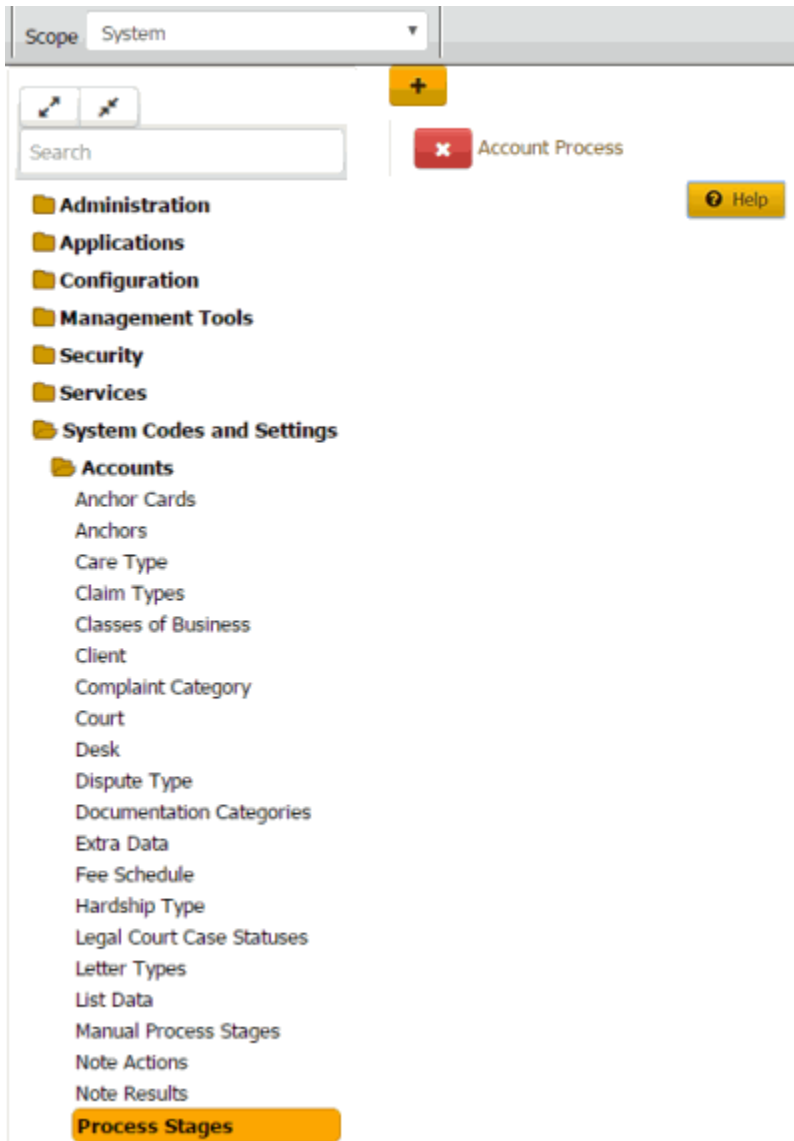 Scope System
+
Search
Account Process
Help
Administration
Applications
Configuration
Management Tools
Security
Services
System Codes and Settings
Accounts
Anchor Cards
Anchors
Care Type
Claim Types
Classes of Business
Client
Complaint Category
Court
Desk
Dispute Type
Documentation Categories
Extra Data
Fee Schedule
Hardship Type
Legal Court Case Statuses
Letter Types
List Data
Manual Process Stages
Note Actions
Note Results
Process Stages